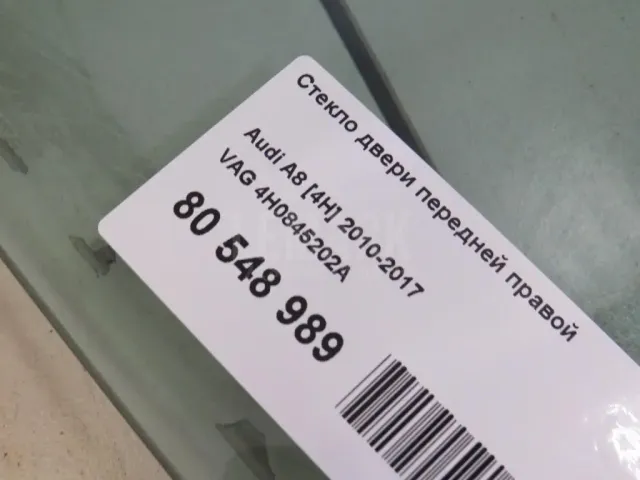 Стекло двери передней правой
Audi A8 [4H] 2010-2017
VAG 4H0845202A
80 548 989